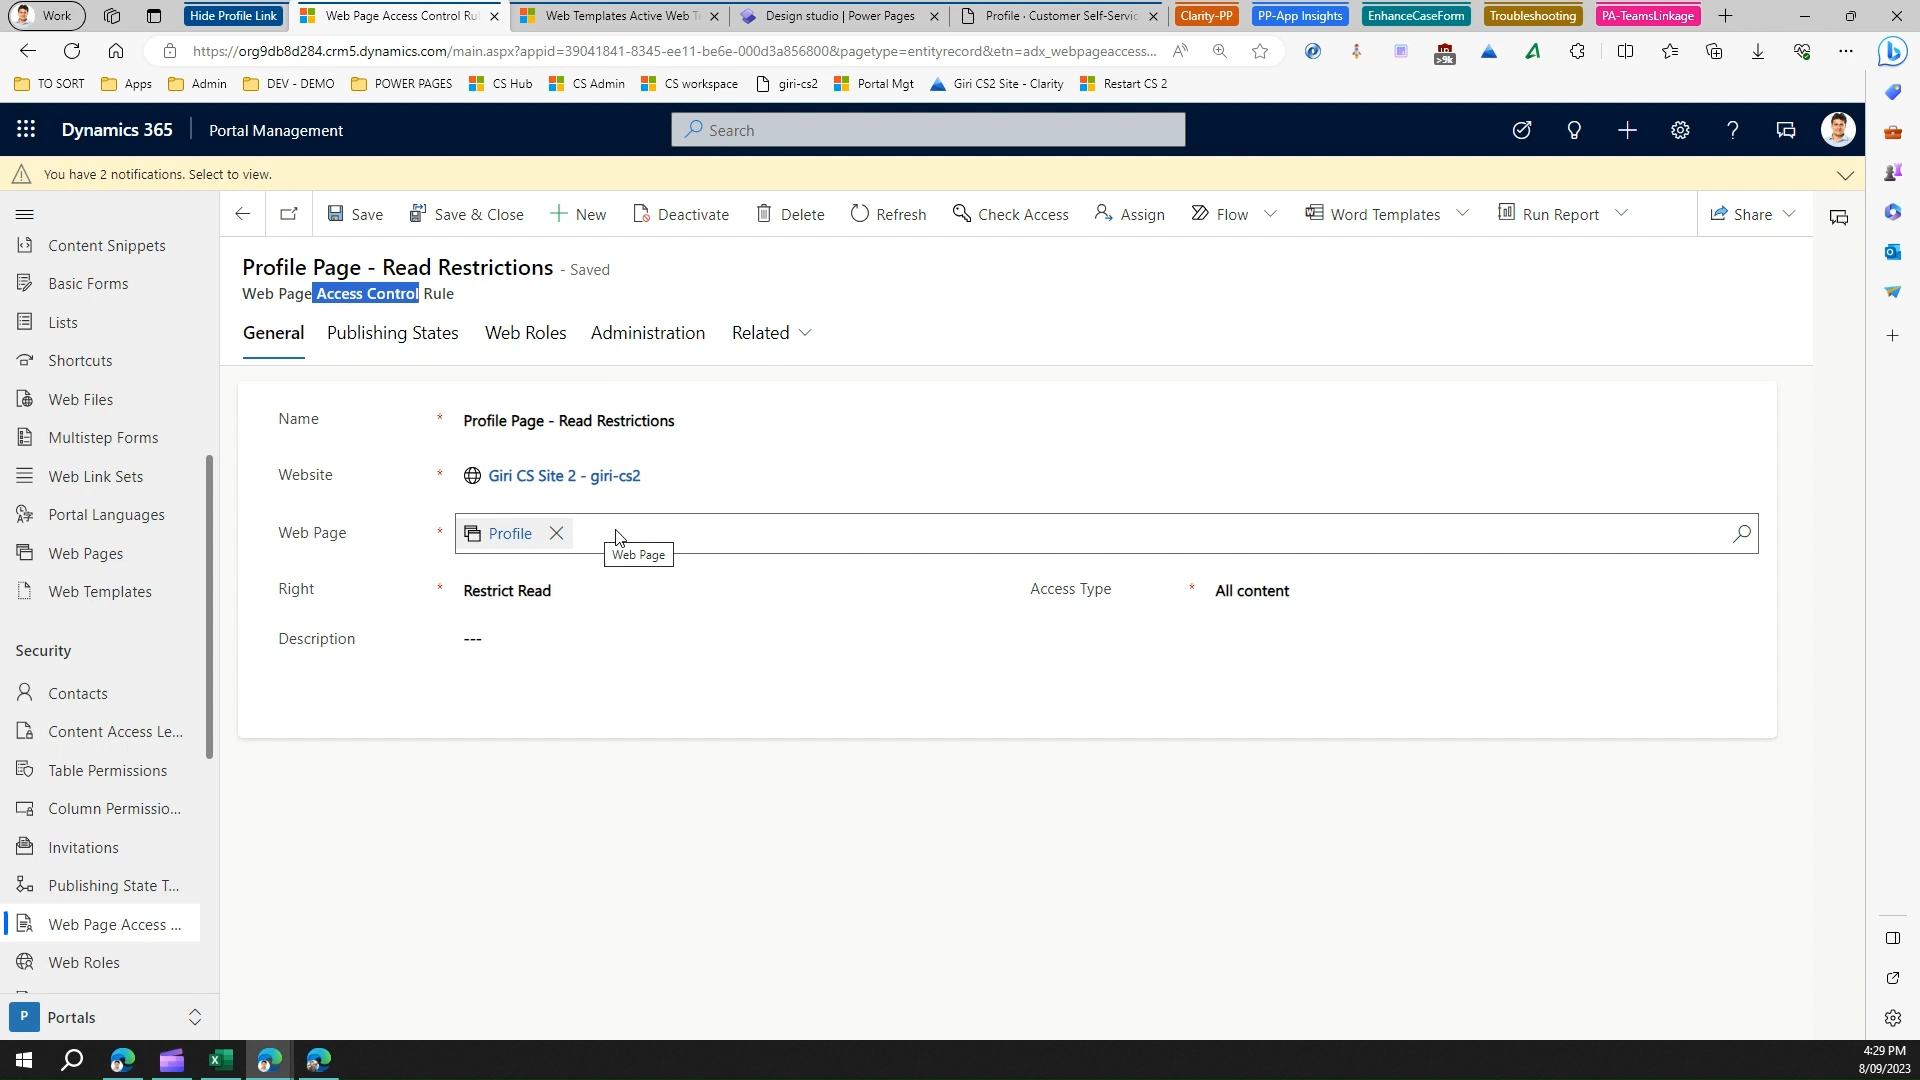 Work
Hide Profile Link
Web Page Access Control Ru
Web Templates Active Web T
Design studio | Power Pages
Profile · Customer Self-Servic
Clarity-PP
PP-App Insights
EnhanceCaseForm
Troubleshooting
PA-TeamsLinkage
https://org9db8d284.crm5.dynamics.com/main.aspx?appid=39041841-8345-ee11-be6e-000d3a856800&pagetype=entityrecord&etn=adx_webpageaccess...
>9k
TO SORT
Apps
Admin
DEV - DEMO
POWER PAGES
CS Hub
CS Admin
CS workspace
giri-cs2
Portal Mgt
Giri CS2 Site - Clarity
Restart CS 2
Dynamics 365
Portal Management
Search
You have 2 notifications. Select to view.
Save
Save & Close
New
Deactivate
Delete
Refresh
Check Access
Assign
Flow
Word Templates
Run Report
Share
Content Snippets
Basic Forms
Lists
Shortcuts
Web Files
Multistep Forms
Web Link Sets
Portal Languages
Web Pages
Web Templates
Security
Contacts
Content Access Le...
Table Permissions
Column Permissio...
Invitations
Publishing State T...
Web Page Access ...
Web Roles
P Portals
Profile Page - Read Restrictions - Saved
Web Page Access Control Rule
General
Publishing States
Web Roles
Administration
Related
Name * Profile Page - Read Restrictions
Website * Giri CS Site 2 - giri-cs2
Web Page * Profile
Web Page
Right * Restrict Read
Access Type * All content
Description ---
4:29 PM
8/09/2023